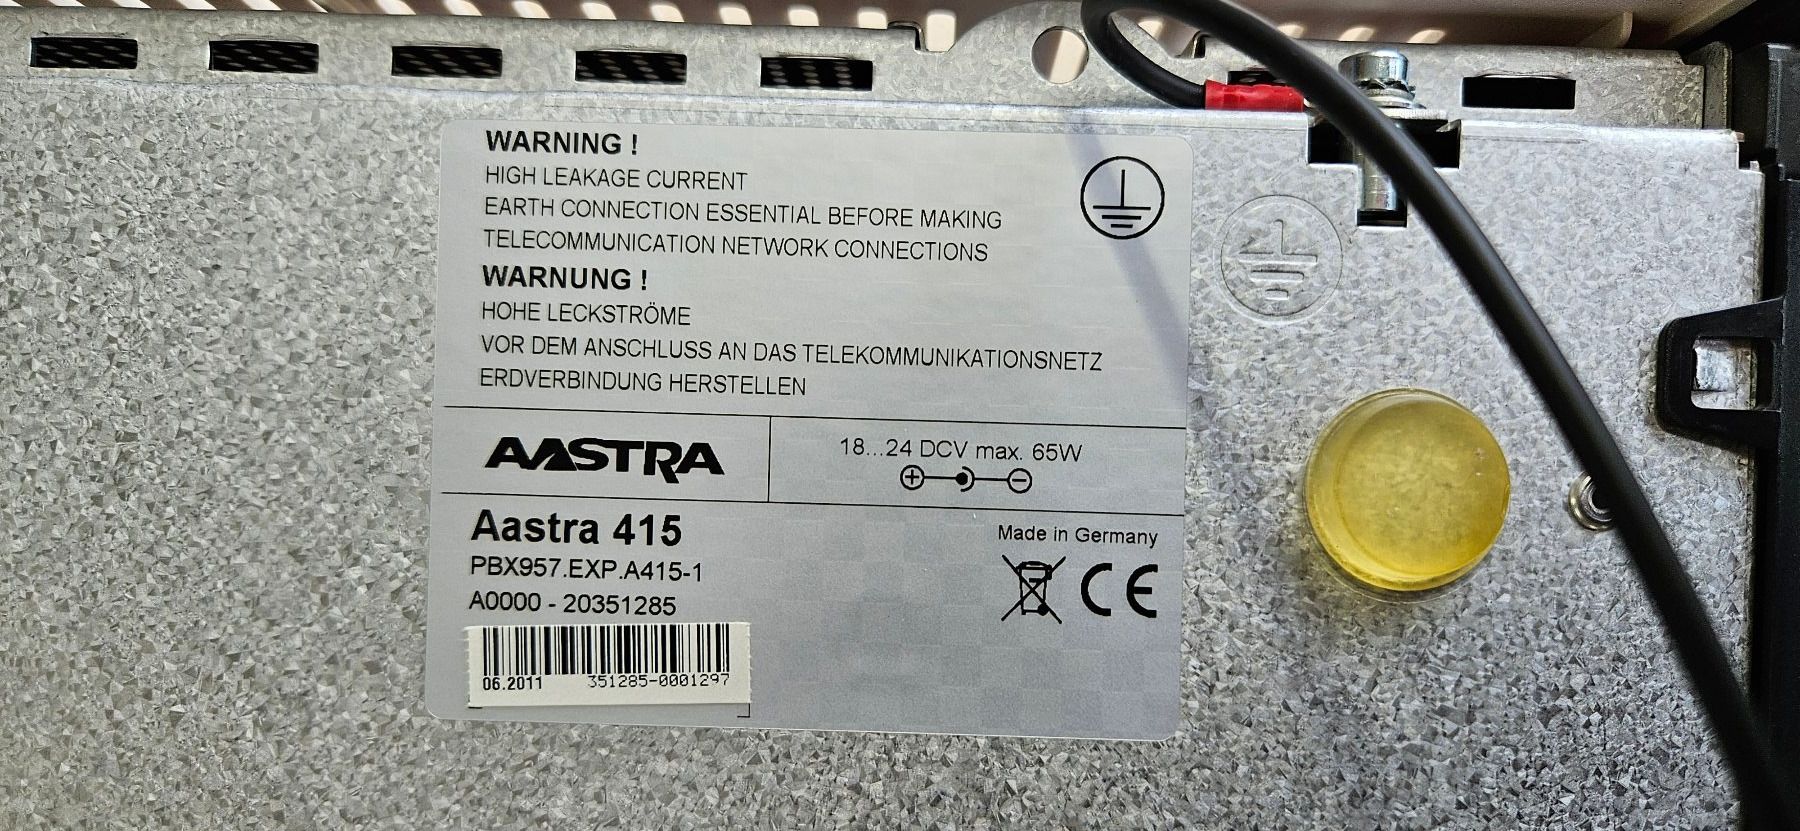 WARNING !
HIGH LEAKAGE CURRENT
EARTH CONNECTION ESSENTIAL BEFORE MAKING
TELECOMMUNICATION NETWORK CONNECTIONS
WARNUNG !
HOHE LECKSTRÖME
VOR DEM ANSCHLUSS AN DAS TELEKOMMUNIKATIONSNETZ
ERDVERBINDUNG HERSTELLEN
AASTRA
18...24 DCV max. 65W
Aastra 415
Made in Germany
PBX957.EXP.A415-1
A0000 - 20351285
CE
06.2011 351285-0001297